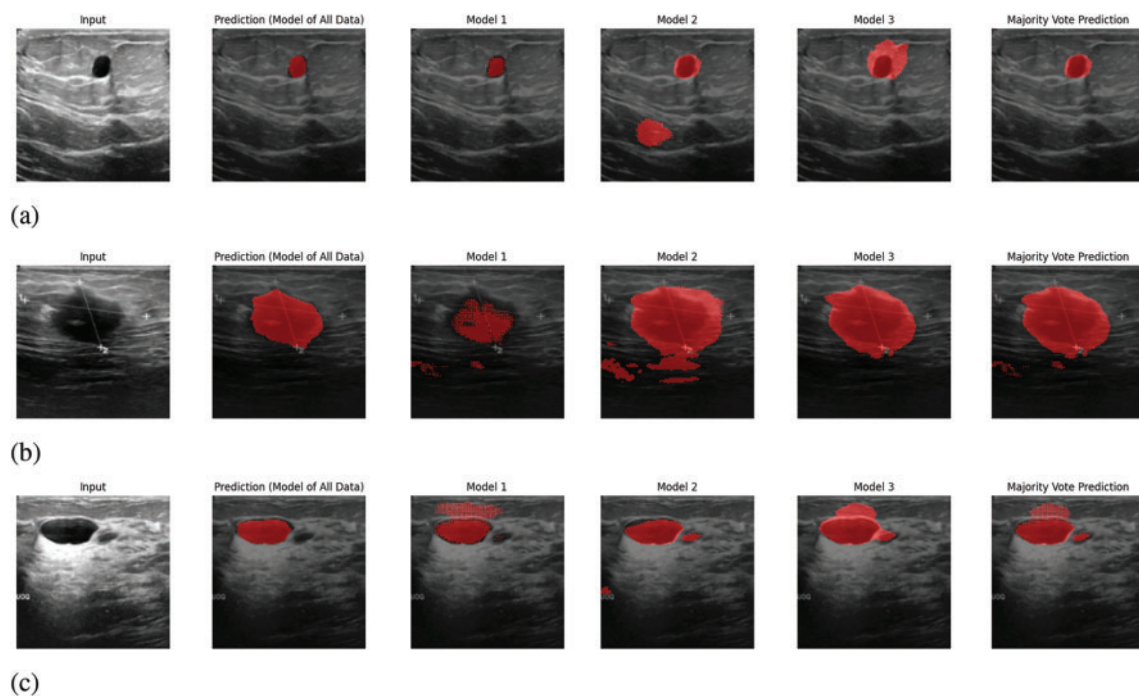 Input Prediction (Model of All Data) Model 1 Model 2 Model 3 Majority Vote Prediction
(a)
Input Prediction (Model of All Data) Model 1 Model 2 Model 3 Majority Vote Prediction
(b)
Input Prediction (Model of All Data) Model 1 Model 2 Model 3 Majority Vote Prediction
(c)